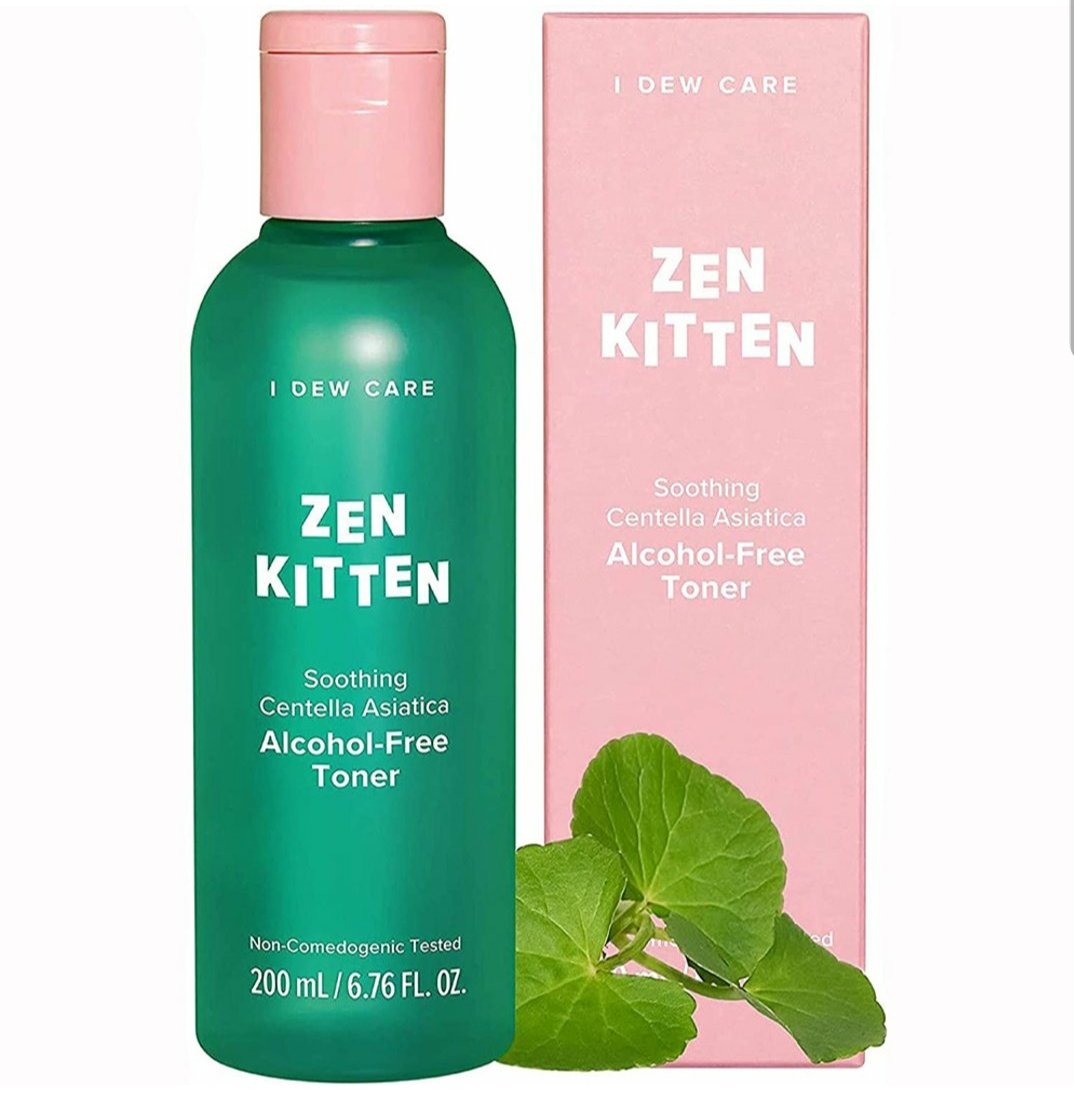 I DEW CARE
ZEN
KITTEN
Soothing
Centella Asiatica
Alcohol-Free
Toner
Non-Comedogenic Tested
200 mL / 6.76 FL. OZ.
I DEW CARE
ZEN
KITTEN
Soothing
Centella Asiatica
Alcohol-Free
Toner